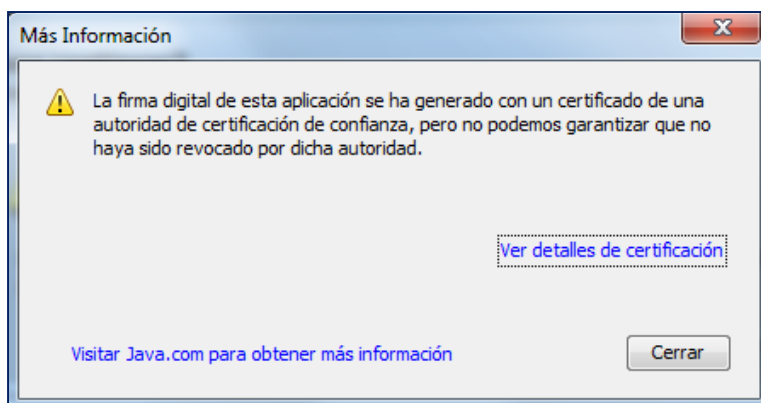 Más Información
La firma digital de esta aplicación se ha generado con un certificado de una
autoridad de certificación de confianza, pero no podemos garantizar que no
haya sido revocado por dicha autoridad.
Ver detalles de certificación
Visitar Java.com para obtener más información
Cerrar